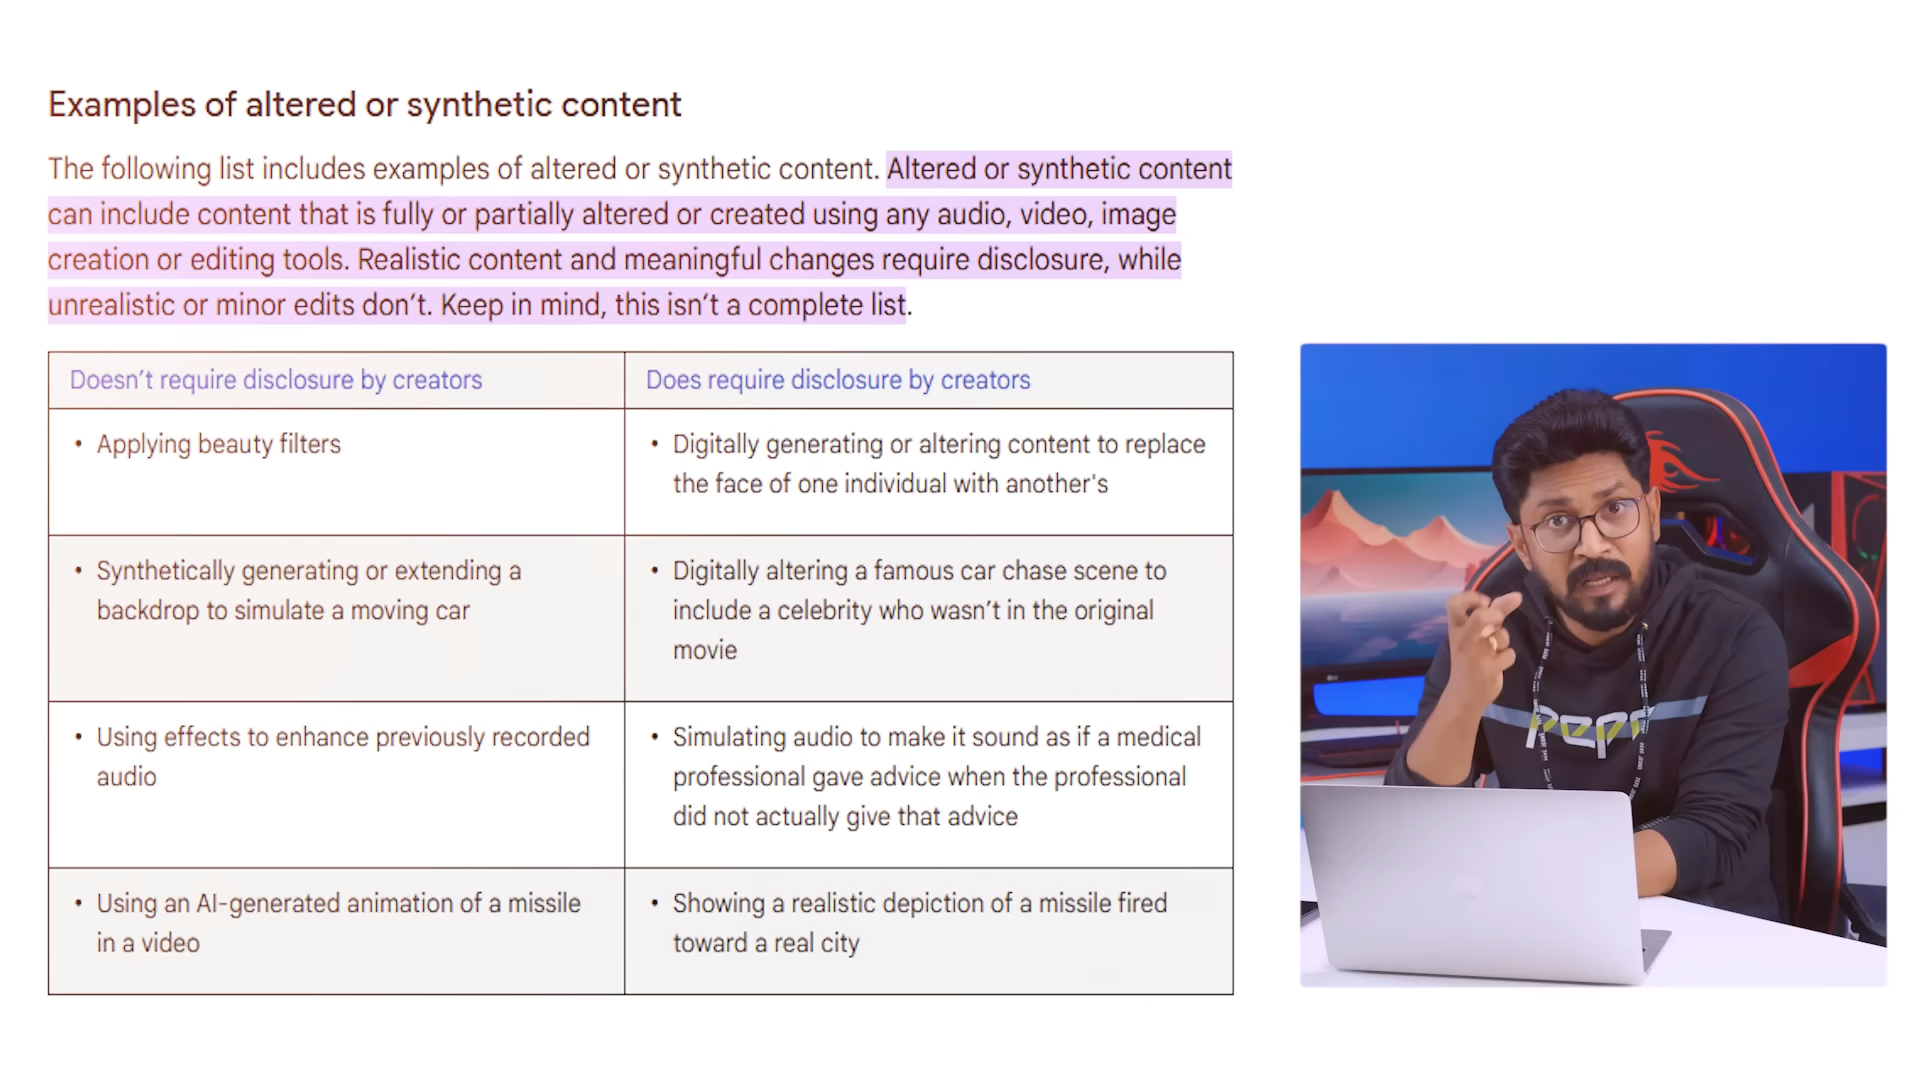 Examples of altered or synthetic content
The following list includes examples of altered or synthetic content. Altered or synthetic content
can include content that is fully or partially altered or created using any audio, video, image
creation or editing tools. Realistic content and meaningful changes require disclosure, while
unrealistic or minor edits don’t. Keep in mind, this isn’t a complete list.
Doesn’t require disclosure by creators
Does require disclosure by creators
• Applying beauty filters
• Digitally generating or altering content to replace
the face of one individual with another's
• Synthetically generating or extending a
backdrop to simulate a moving car
• Digitally altering a famous car chase scene to
include a celebrity who wasn’t in the original
movie
• Using effects to enhance previously recorded
audio
• Simulating audio to make it sound as if a medical
professional gave advice when the professional
did not actually give that advice
• Using an AI-generated animation of a missile
in a video
• Showing a realistic depiction of a missile fired
toward a real city